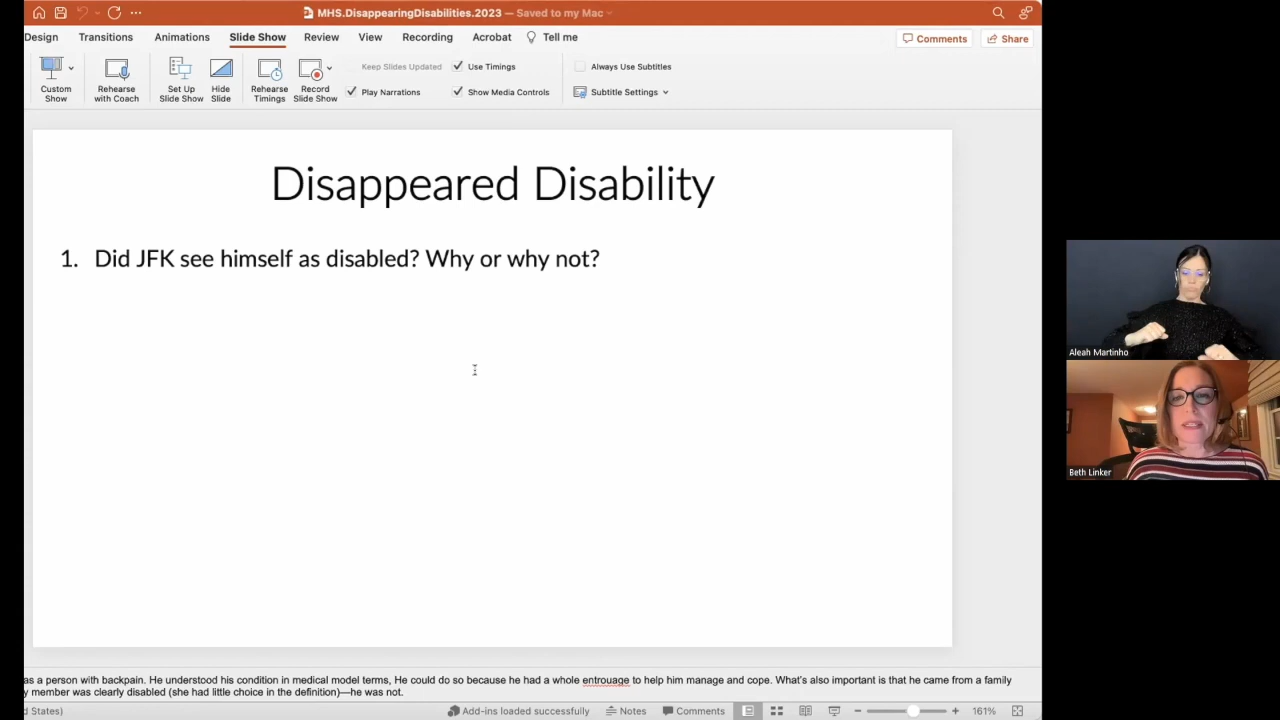 MHS.DisappearingDisabilities.2023 — Saved to my Mac
Design Transitions Animations Slide Show Review View Recording Acrobat Tell me Comments Share
Keep Slides Updated Use Timings Always Use Subtitles
Custom Show Rehearse with Coach Set Up Slide Show Hide Slide Rehearse Timings Record Slide Show Play Narrations Show Media Controls Subtitle Settings
Disappeared Disability
1. Did JFK see himself as disabled? Why or why not?
Aleah Martinho
Beth Linker
as a person with backpain. He understood his condition in medical model terms, He could do so because he had a whole entrouage to help him manage and cope. What's also important is that he came from a family
y member was clearly disabled (she had little choice in the definition)—he was not.
d States) Add-ins loaded successfully Notes Comments 161%